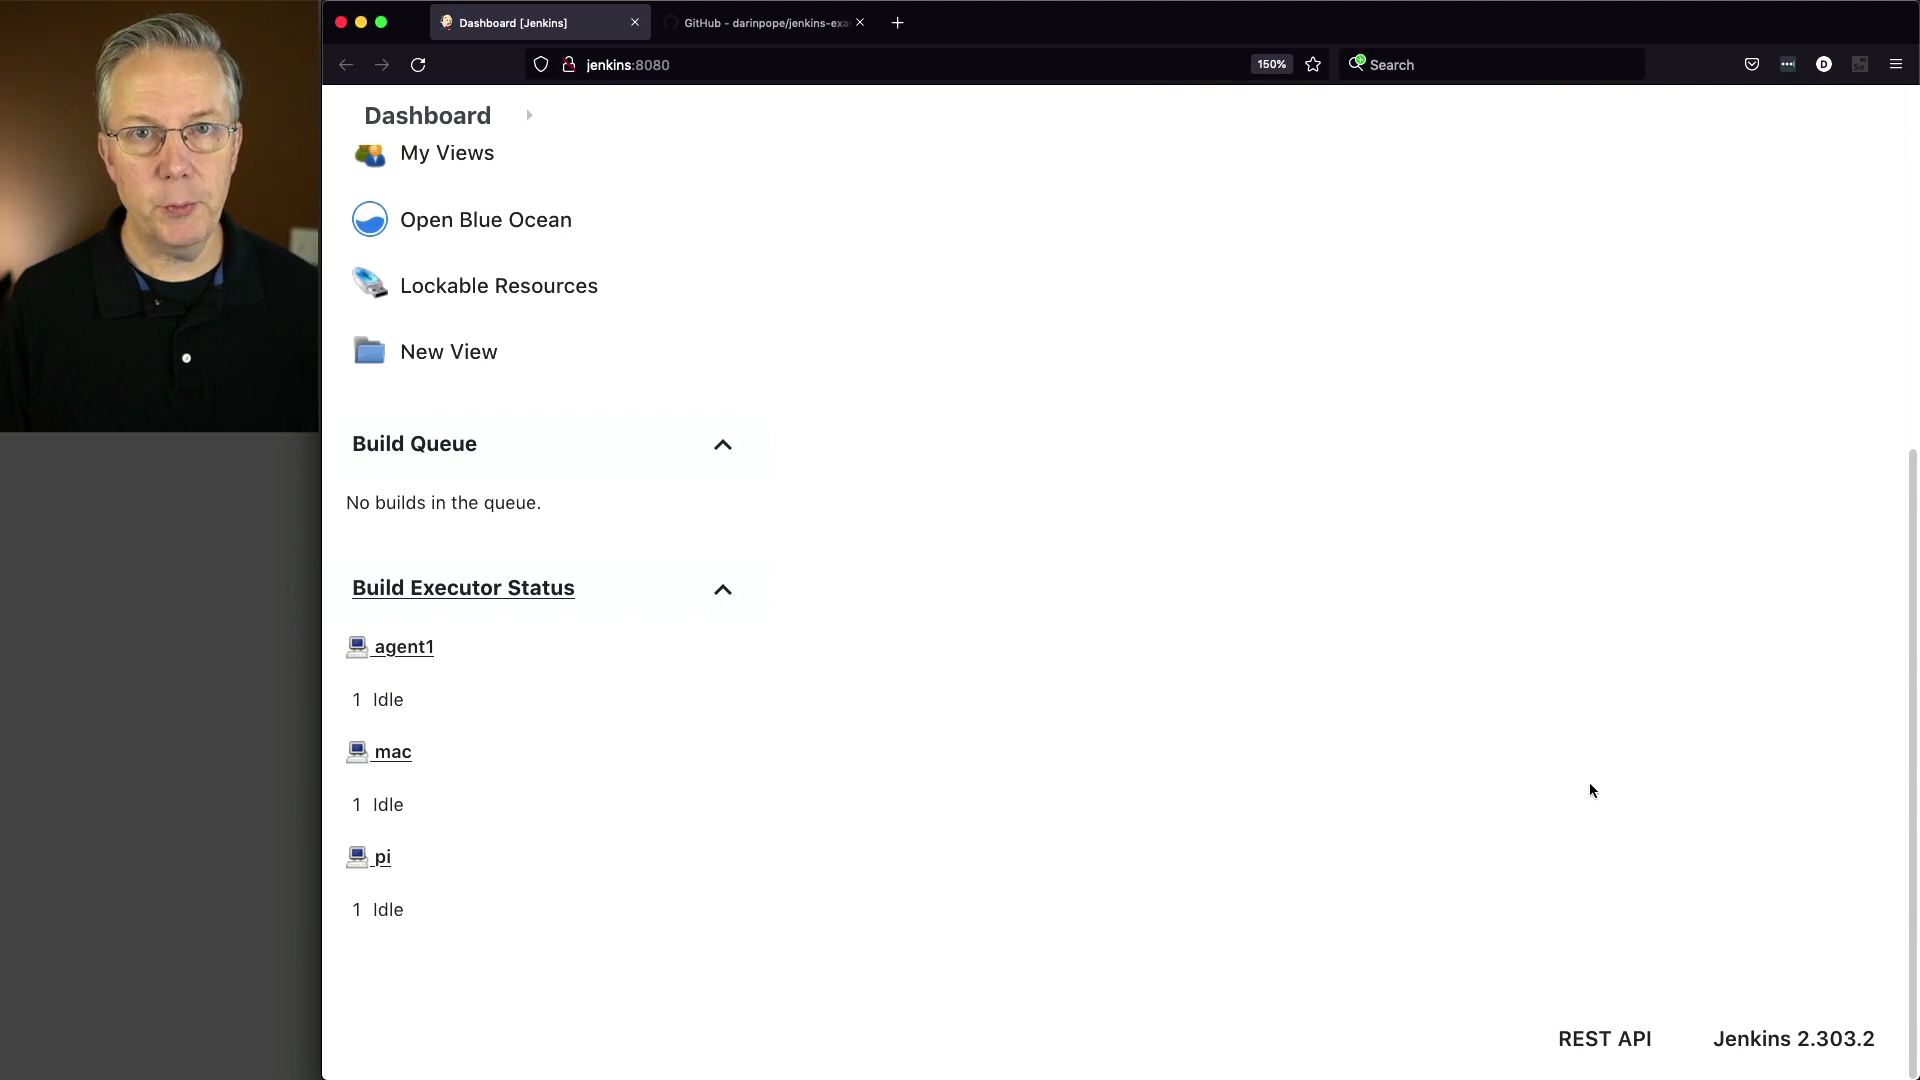 Dashboard [Jenkins]
GitHub - darinpope/jenkins-exa
jenkins:8080
150%
Search
Dashboard
My Views
Open Blue Ocean
Lockable Resources
New View
Build Queue
No builds in the queue.
Build Executor Status
agent1
1 Idle
mac
1 Idle
pi
1 Idle
REST API
Jenkins 2.303.2